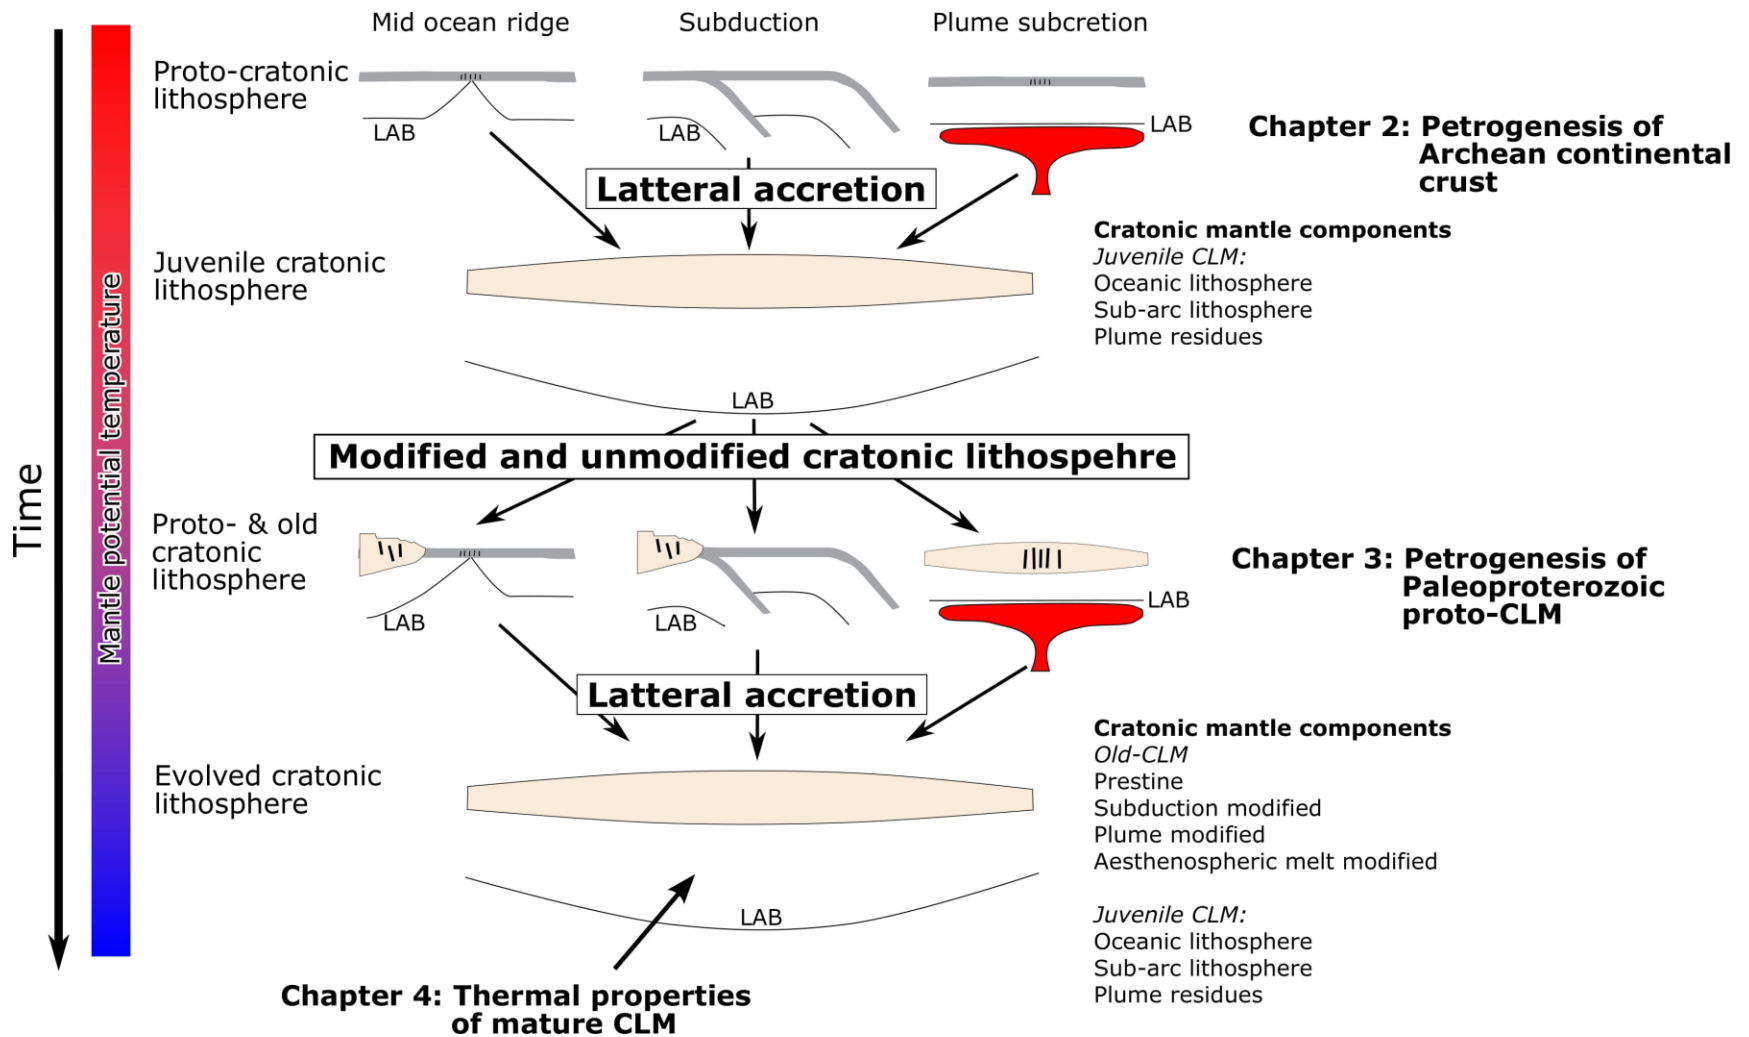 Mid ocean ridge
Subduction
Plume subcretion
Proto-cratonic
lithosphere
LAB
LAB
LAB
Chapter 2: Petrogenesis of
Archean continental
crust
Latteral accretion
Cratonic mantle components
Juvenile CLM:
Oceanic lithosphere
Sub-arc lithosphere
Plume residues
Juvenile cratonic
lithosphere
LAB
Time
Mantle potential temperature
Modified and unmodified cratonic lithospehre
Proto- & old
cratonic
lithosphere
LAB
LAB
LAB
Chapter 3: Petrogenesis of
Paleoproterozoic
proto-CLM
Latteral accretion
Cratonic mantle components
Old-CLM
Prestine
Subduction modified
Plume modified
Aesthenospheric melt modified
Juvenile CLM:
Oceanic lithosphere
Sub-arc lithosphere
Plume residues
Evolved cratonic
lithosphere
LAB
Chapter 4: Thermal properties
of mature CLM